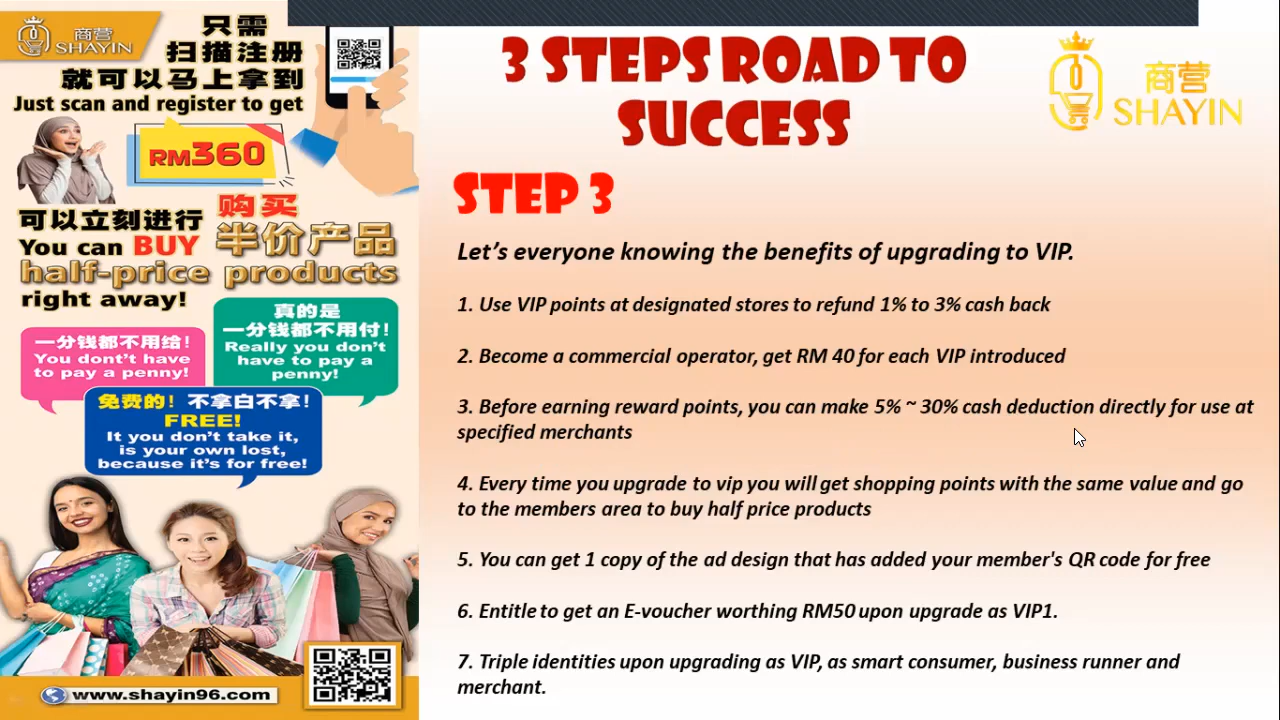 商营
SHAYIN
只需
扫描注册
就可以马上拿到
Just scan and register to get
RM360
可以立刻进行
购买
You can BUY
半价产品
half-price products
right away!
一分钱都不用给!
You dont't have
to pay a penny!
真的是
一分钱都不用付!
Really you don't
have to pay a
penny!
免费的! 不拿白不拿!
FREE!
It you don't take it,
is your own lost,
because it's for free!
www.shayin96.com
3 STEPS ROAD TO
SUCCESS
商营
SHAYIN
STEP 3
Let's everyone knowing the benefits of upgrading to VIP.
1. Use VIP points at designated stores to refund 1% to 3% cash back
2. Become a commercial operator, get RM 40 for each VIP introduced
3. Before earning reward points, you can make 5% ~ 30% cash deduction directly for use at
specified merchants
4. Every time you upgrade to vip you will get shopping points with the same value and go
to the members area to buy half price products
5. You can get 1 copy of the ad design that has added your member's QR code for free
6. Entitle to get an E-voucher worthing RM50 upon upgrade as VIP1.
7. Triple identities upon upgrading as VIP, as smart consumer, business runner and
merchant.